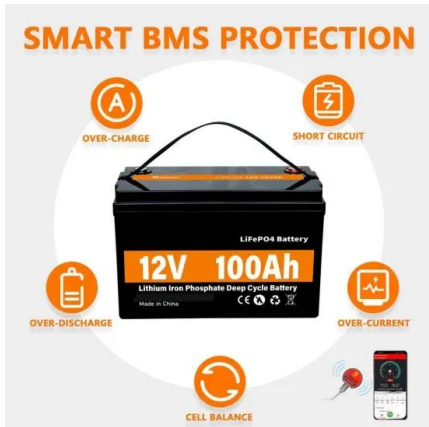 SMART BMS PROTECTION
OVER-CHARGE
SHORT CIRCUIT
LiFePO4 Battery
12V 100Ah
Lithium Iron Phosphate Deep Cycle Battery
Made in China
OVER-DISCHARGE
OVER-CURRENT
CELL BALANCE